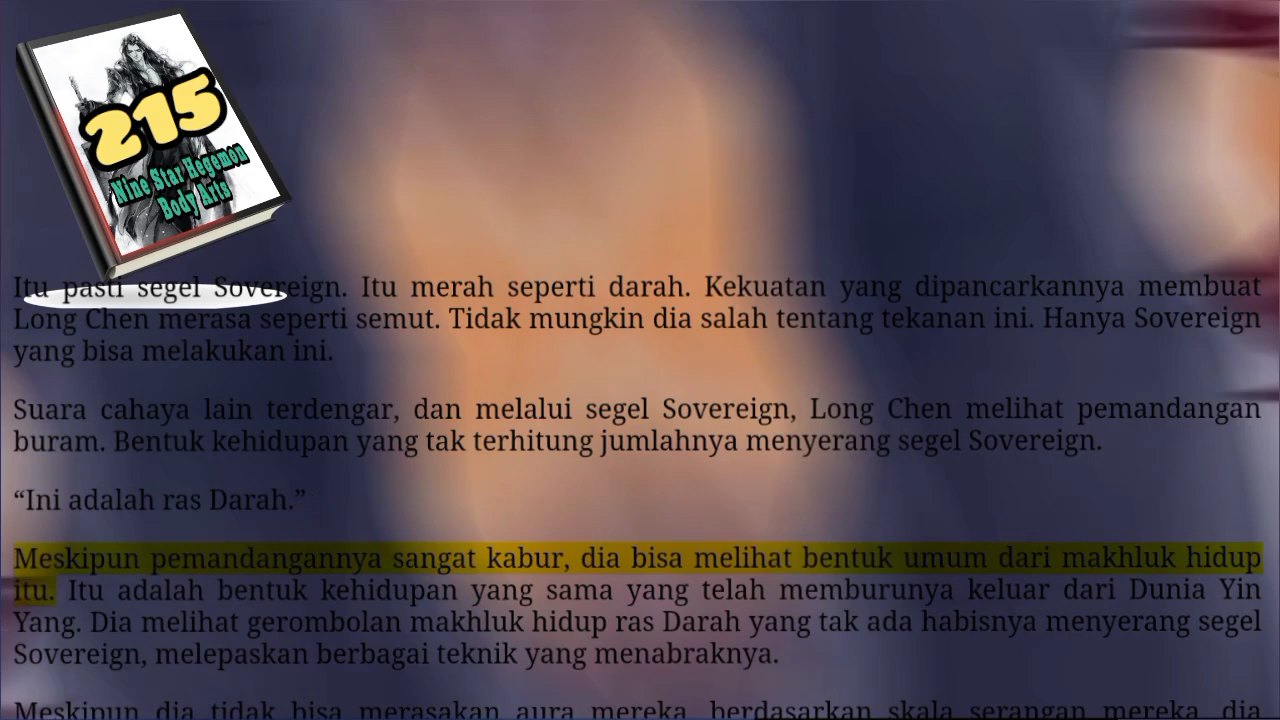 215
Nine Star Hegemon
Body Arts
Itu pasti segel Sovereign. Itu merah seperti darah. Kekuatan yang dipancarkannya membuat
Long Chen merasa seperti semut. Tidak mungkin dia salah tentang tekanan ini. Hanya Sovereign
yang bisa melakukan ini.
Suara cahaya lain terdengar, dan melalui segel Sovereign, Long Chen melihat pemandangan
buram. Bentuk kehidupan yang tak terhitung jumlahnya menyerang segel Sovereign.
“Ini adalah ras Darah.”
Meskipun pemandangannya sangat kabur, dia bisa melihat bentuk umum dari makhluk hidup
itu. Itu adalah bentuk kehidupan yang sama yang telah memburunya keluar dari Dunia Yin
Yang. Dia melihat gerombolan makhluk hidup ras Darah yang tak ada habisnya menyerang segel
Sovereign, melepaskan berbagai teknik yang menabraknya.
Meskipun dia tidak bisa merasakan aura mereka, berdasarkan skala serangan mereka, dia